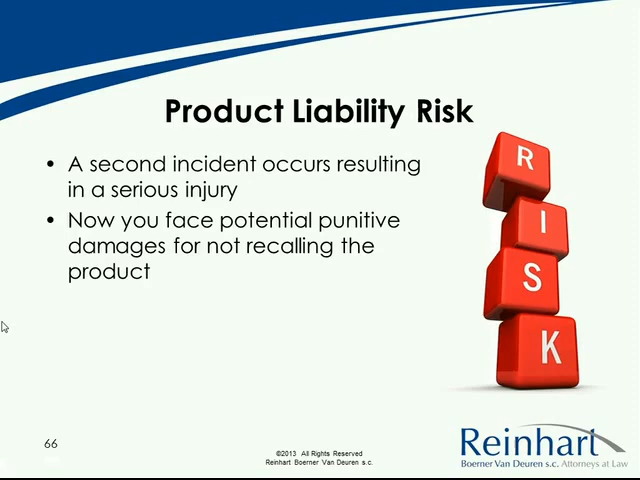 Product Liability Risk
• A second incident occurs resulting
in a serious injury
• Now you face potential punitive
damages for not recalling the
product
R
I
S
K
66
©2013 All Rights Reserved
Reinhart Boerner Van Deuren s.c.
Reinhart
Boerner Van Deuren s.c. Attorneys at Law